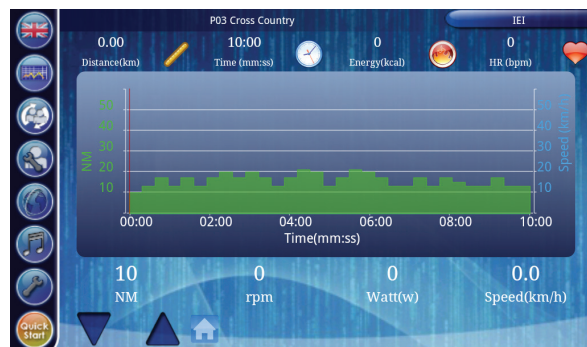 P03 Cross Country
IEI
0.00
Distance(km)
10:00
Time (mm:ss)
0
Energy(kcal)
0
HR (bpm)
50
40
30
20
10
NM
50
40
30
20
10
Speed (km/h)
00:00 02:00 04:00 06:00 08:00 10:00
Time(mm:ss)
10
NM
0
rpm
0
Watt(w)
0.0
Speed(km/h)
Quick
Start